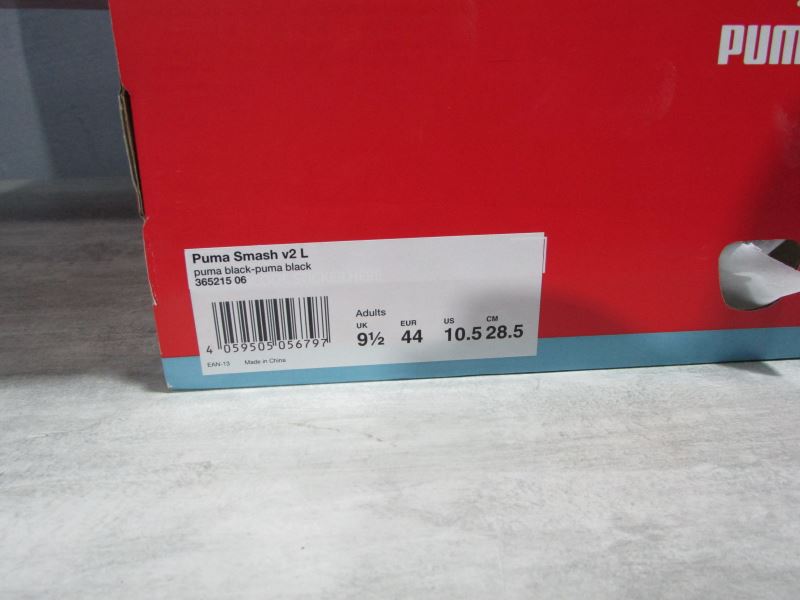 PUM
Puma Smash v2 L
puma black-puma black
365215 06
Adults
UK EUR US CM
9½ 44 10.5 28.5
4 059505 056797
EAN-13 Made in China